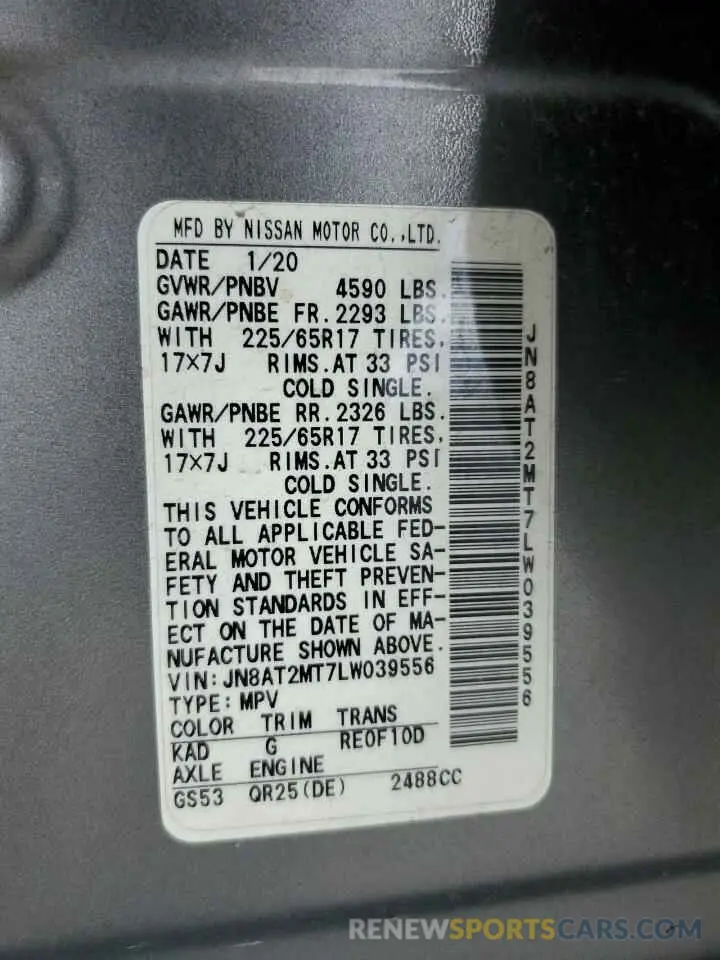 MFD BY NISSAN MOTOR CO.,LTD.
DATE 1/20
GVWR/PNBV 4590 LBS.
GAWR/PNBE FR.2293 LBS.
WITH 225/65R17 TIRES.
17×7J RIMS.AT 33 PSI
COLD SINGLE.
GAWR/PNBE RR.2326 LBS.
WITH 225/65R17 TIRES.
17×7J RIMS.AT 33 PSI
COLD SINGLE.
THIS VEHICLE CONFORMS
TO ALL APPLICABLE FED-
ERAL MOTOR VEHICLE SA-
FETY AND THEFT PREVEN-
TION STANDARDS IN EFF-
ECT ON THE DATE OF MA-
NUFACTURE SHOWN ABOVE.
VIN:JN8AT2MT7LW039556
TYPE:MPV
COLOR TRIM TRANS
KAD G RE0F10D
AXLE ENGINE
GS53 QR25(DE) 2488CC
JN8AT2MT7LW039556
RENEWSPORTSCARS.COM